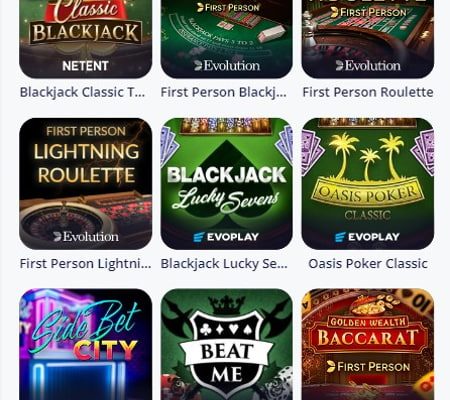 Classic
BLACKJACK
NETENT
FIRST PERSON
BLACKJACK PAYS 3 TO 2
Evolution
FIRST PERSON
Evolution
Blackjack Classic T...
First Person Blackj...
First Person Roulette
FIRST PERSON
LIGHTNING
ROULETTE
Evolution
BLACKJACK
Lucky Sevens
EVOPLAY
OASIS POKER
CLASSIC
EVOPLAY
First Person Lightni...
Blackjack Lucky Se...
Oasis Poker Classic
Side Bet
CITY
BEAT
ME
GOLDEN WEALTH
BACCARAT
FIRST PERSON